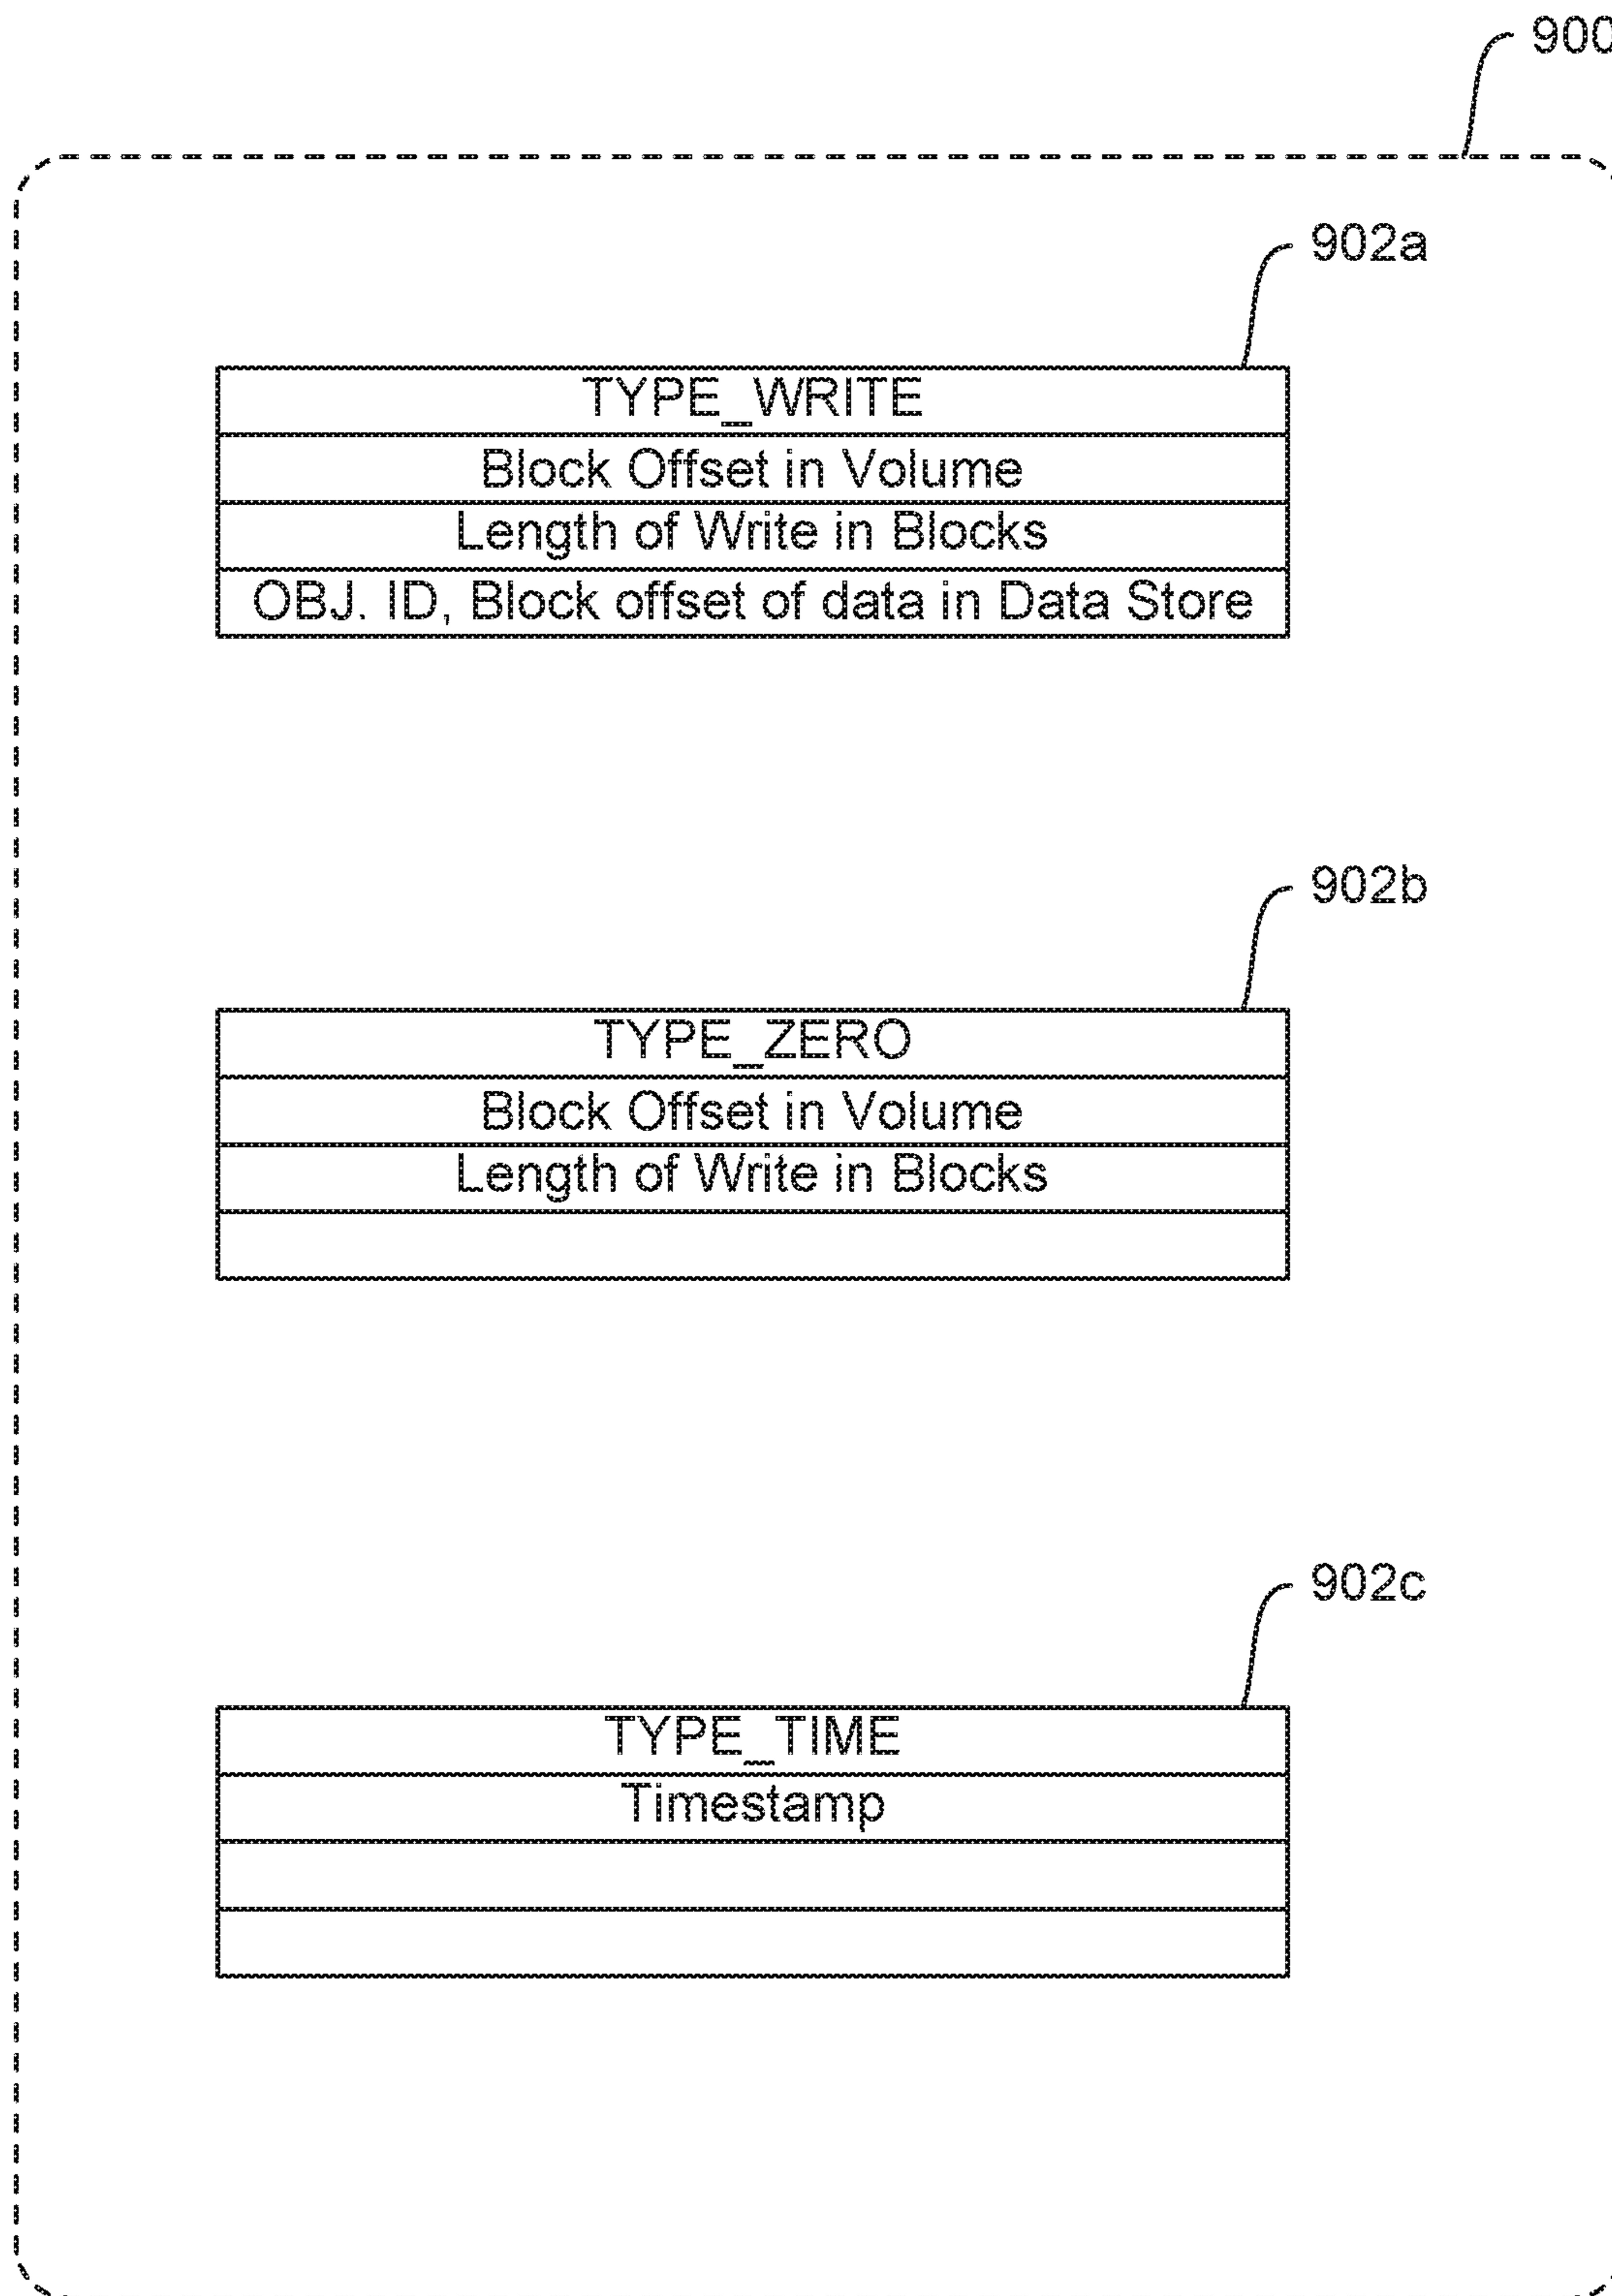 900
902a
TYPE_WRITE
Block Offset in Volume
Length of Write in Blocks
OBJ. ID, Block offset of data in Data Store
902b
TYPE_ZERO
Block Offset in Volume
Length of Write in Blocks
902c
TYPE_TIME
Timestamp